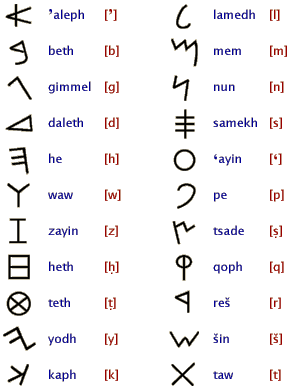 𐤀 ’aleph [’]
𐤁 beth [b]
𐤂 gimmel [g]
𐤃 daleth [d]
𐤄 he [h]
𐤅 waw [w]
𐤆 zayin [z]
𐤇 heth [ḥ]
𐤈 teth [ṭ]
𐤉 yodh [y]
𐤊 kaph [k]
𐤋 lamedh [l]
𐤌 mem [m]
𐤍 nun [n]
𐤎 samekh [s]
𐤏 ‘ayin [‘]
𐤐 pe [p]
𐤑 tsade [ṣ]
𐤒 qoph [q]
𐤓 reš [r]
𐤔 šin [š]
𐤕 taw [t]